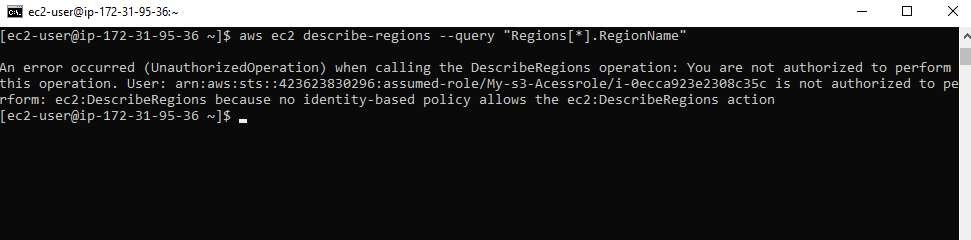 ec2-user@ip-172-31-95-36:~
[ec2-user@ip-172-31-95-36 ~]$ aws ec2 describe-regions --query "Regions[*].RegionName"
An error occurred (UnauthorizedOperation) when calling the DescribeRegions operation: You are not authorized to perform
this operation. User: arn:aws:sts::423623830296:assumed-role/My-s3-Acessrole/i-0ecca923e2308c35c is not authorized to pe
rform: ec2:DescribeRegions because no identity-based policy allows the ec2:DescribeRegions action
[ec2-user@ip-172-31-95-36 ~]$